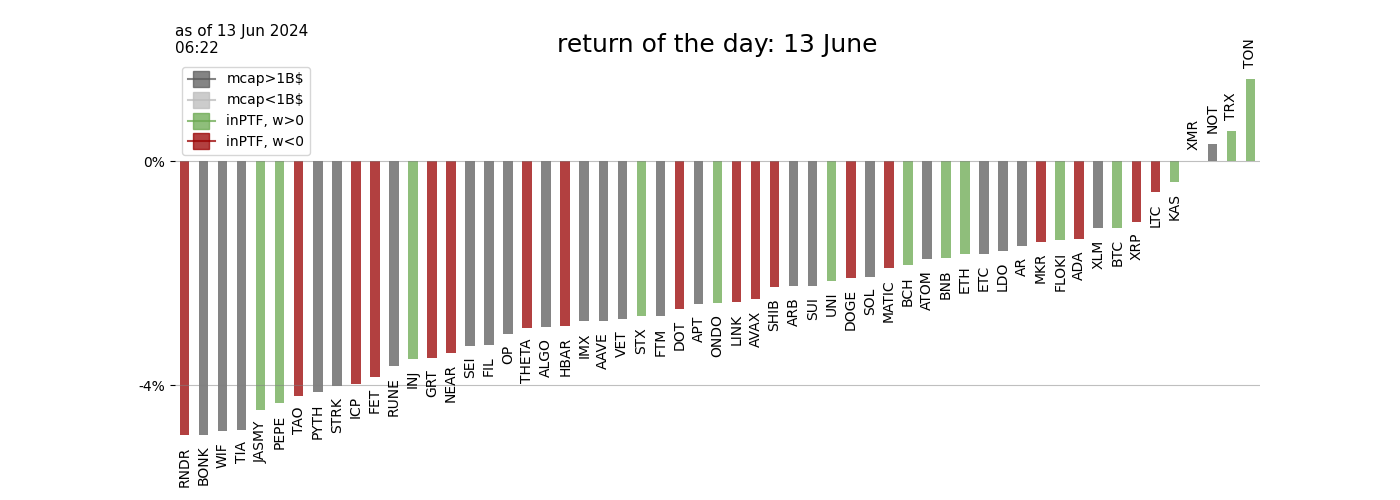 as of 13 Jun 2024
06:22
return of the day: 13 June
mcap>1B$
mcap<1B$
inPTF, w>0
inPTF, w<0
0%
-4%
RNDR
BONK
WIF
TIA
JASMY
PEPE
TAO
PYTH
STRK
ICP
FET
RUNE
INJ
GRT
NEAR
SEI
FIL
OP
THETA
ALGO
HBAR
IMX
AAVE
VET
STX
FTM
DOT
APT
ONDO
LINK
AVAX
SHIB
ARB
SUI
UNI
DOGE
SOL
MATIC
BCH
ATOM
BNB
ETH
ETC
LDO
AR
MKR
FLOKI
ADA
XLM
BTC
XRP
LTC
KAS
XMR
NOT
TRX
TON